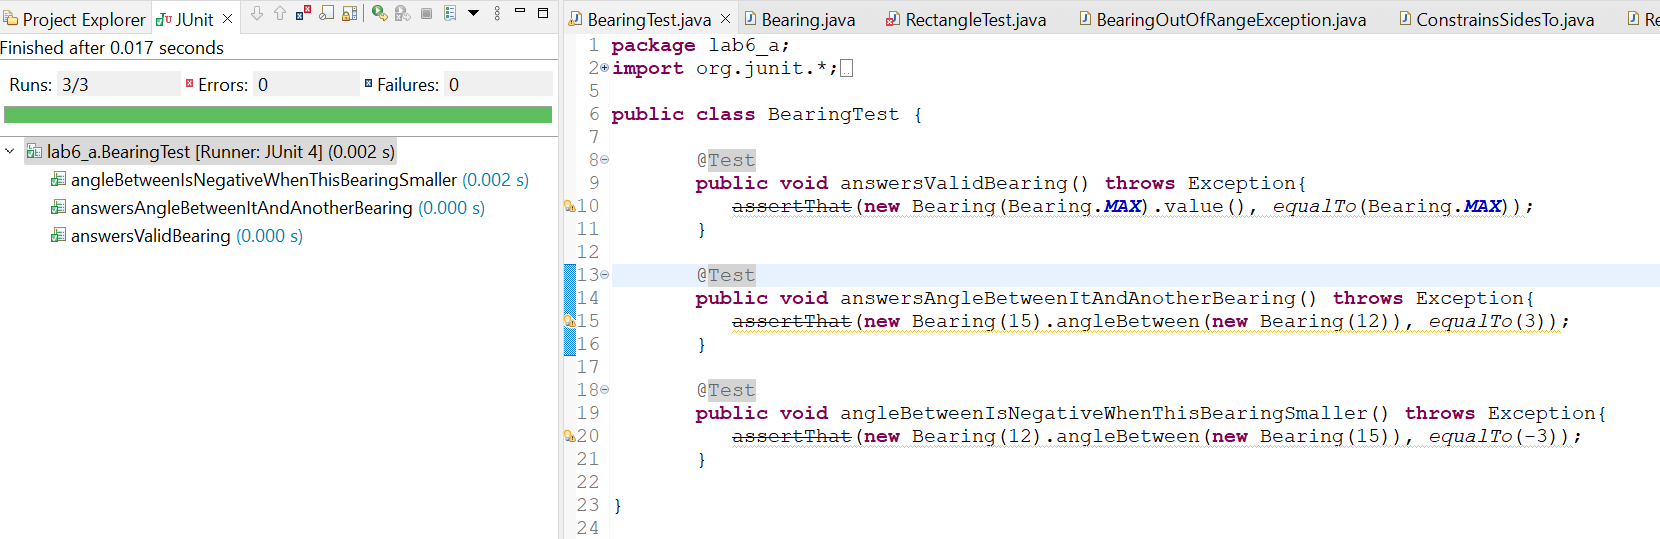 Project Explorer JUnit
Finished after 0.017 seconds
Runs: 3/3 Errors: 0 Failures: 0
lab6_a.BearingTest [Runner: JUnit 4] (0.002 s)
angleBetweenIsNegativeWhenThisBearingSmaller (0.002 s)
answersAngleBetweenItAndAnotherBearing (0.000 s)
answersValidBearing (0.000 s)
BearingTest.java Bearing.java RectangleTest.java BearingOutOfRangeException.java ConstrainsSidesTo.java Re
1 package lab6_a;
2 import org.junit.*;
5
6 public class BearingTest {
7
8 @Test
9 public void answersValidBearing() throws Exception{
10 assertThat(new Bearing(Bearing.MAX).value(), equalTo(Bearing.MAX));
11 }
12
13 @Test
14 public void answersAngleBetweenItAndAnotherBearing() throws Exception{
15 assertThat(new Bearing(15).angleBetween(new Bearing(12)), equalTo(3));
16 }
17
18 @Test
19 public void angleBetweenIsNegativeWhenThisBearingSmaller() throws Exception{
20 assertThat(new Bearing(12).angleBetween(new Bearing(15)), equalTo(-3));
21 }
22
23 }
24